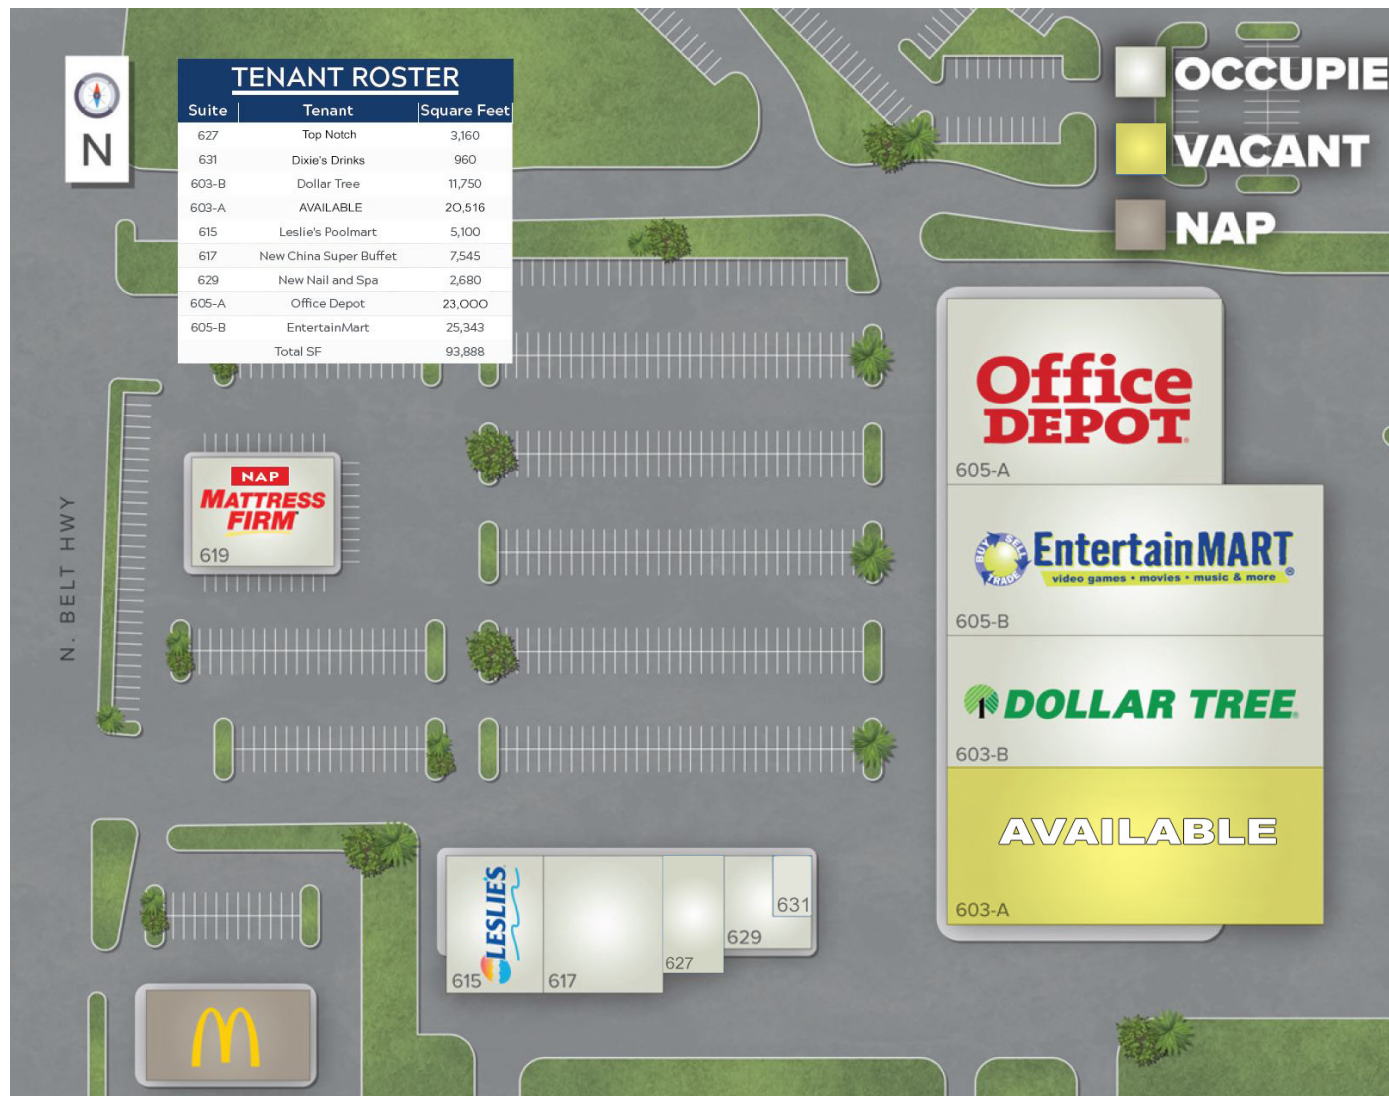 TENANT ROSTER
Suite Tenant Square Feet
627 Top Notch 3,160
631 Dixie's Drinks 960
603-B Dollar Tree 11,750
603-A AVAILABLE 20,516
615 Leslie's Poolmart 5,100
617 New China Super Buffet 7,545
629 New Nail and Spa 2,680
605-A Office Depot 23,000
605-B EntertainMart 25,343
Total SF 93,888
N
OCCUPIE
VACANT
NAP
Office
DEPOT
605-A
BUY SELL TRADE
EntertainMART®
video games • movies • music & more
605-B
DOLLAR TREE
603-B
AVAILABLE
603-A
N. BELT HWY
NAP
MATTRESS
FIRM
619
LESLIE'S
615
617
627
629
631